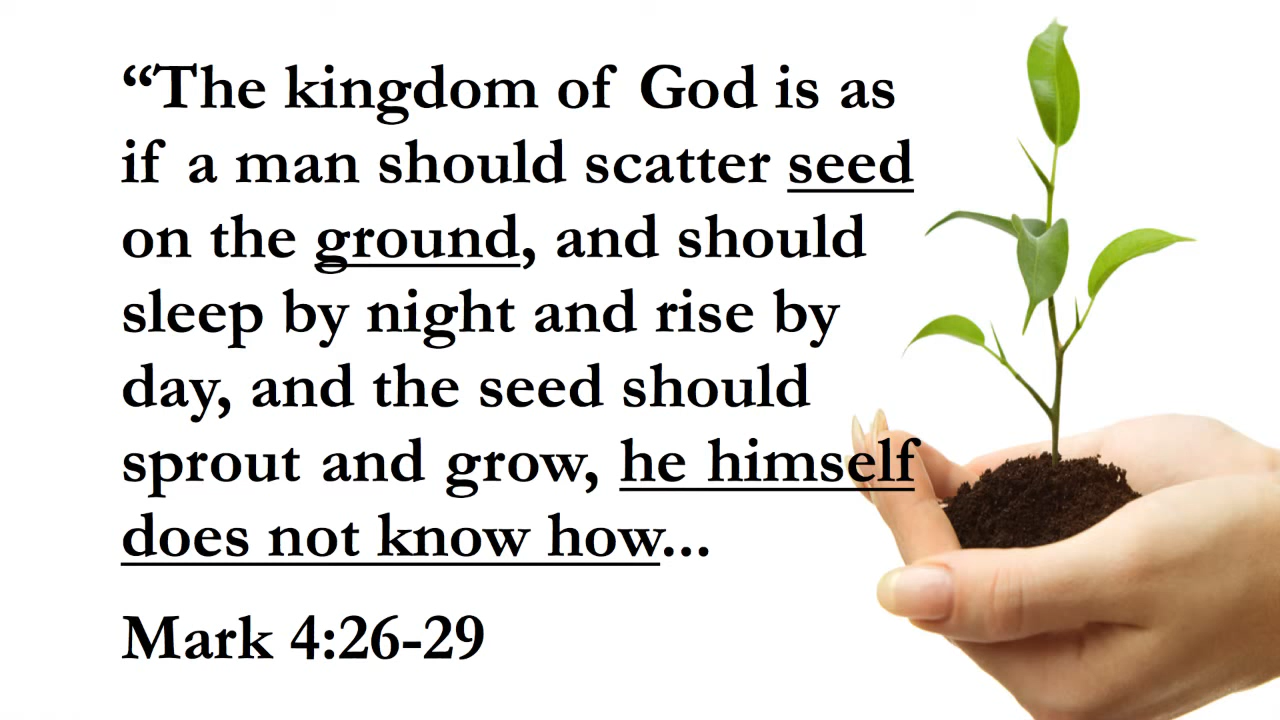 “The kingdom of God is as
if a man should scatter seed
on the ground, and should
sleep by night and rise by
day, and the seed should
sprout and grow, he himself
does not know how...
Mark 4:26-29